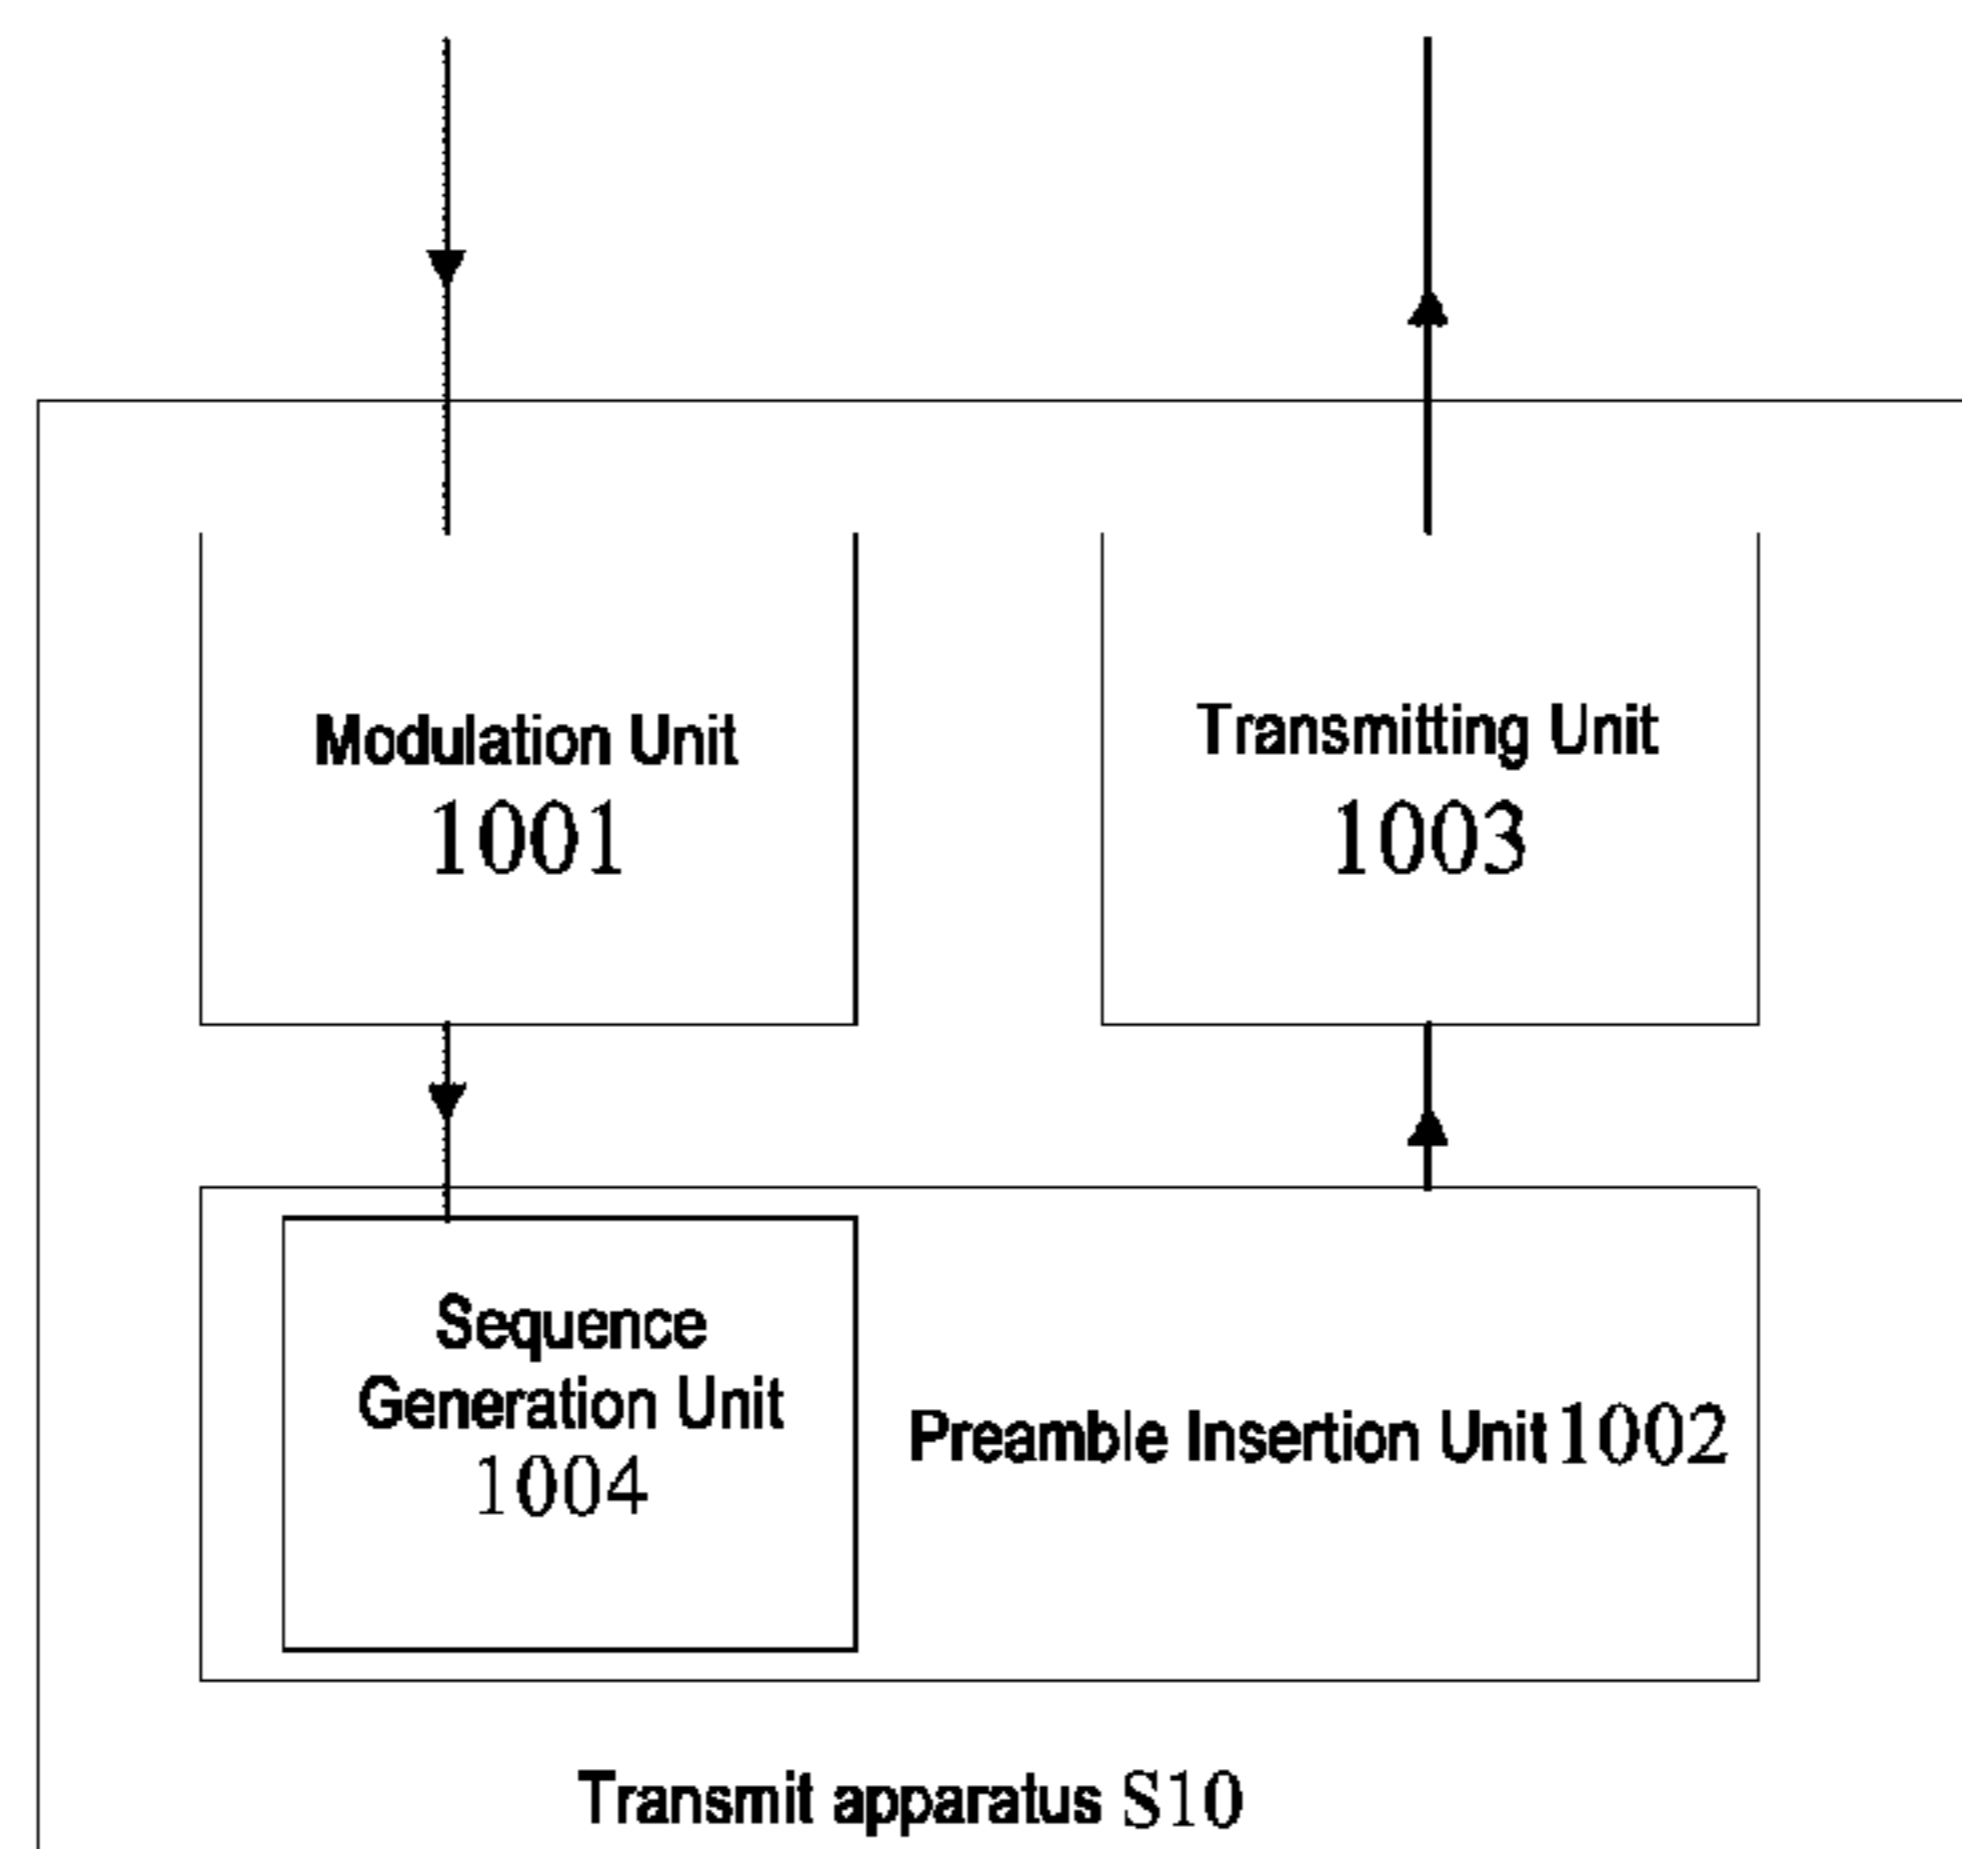 Modulation Unit
1001
Transmitting Unit
1003
Sequence
Generation Unit
1004
Preamble Insertion Unit 1002
Transmit apparatus S10